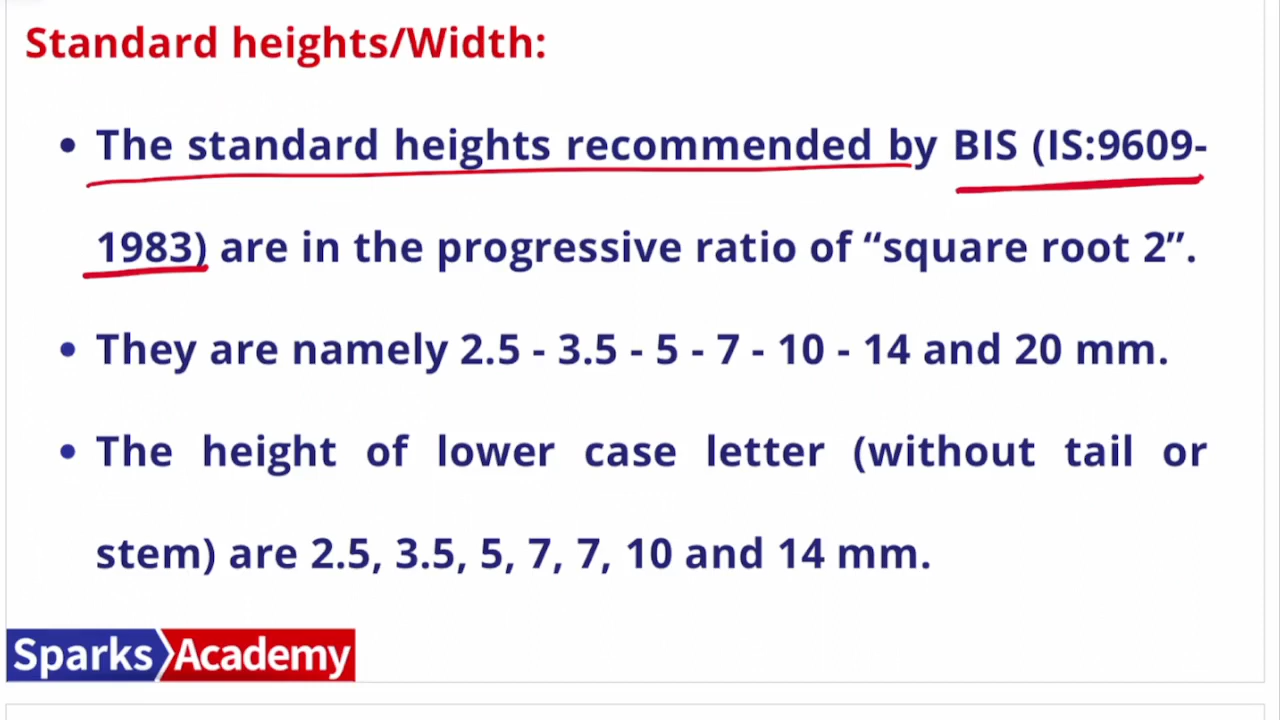 Standard heights/Width:
• The standard heights recommended by BIS (IS:9609-
1983) are in the progressive ratio of “square root 2”.
• They are namely 2.5 - 3.5 - 5 - 7 - 10 - 14 and 20 mm.
• The height of lower case letter (without tail or
stem) are 2.5, 3.5, 5, 7, 7, 10 and 14 mm.
Sparks Academy